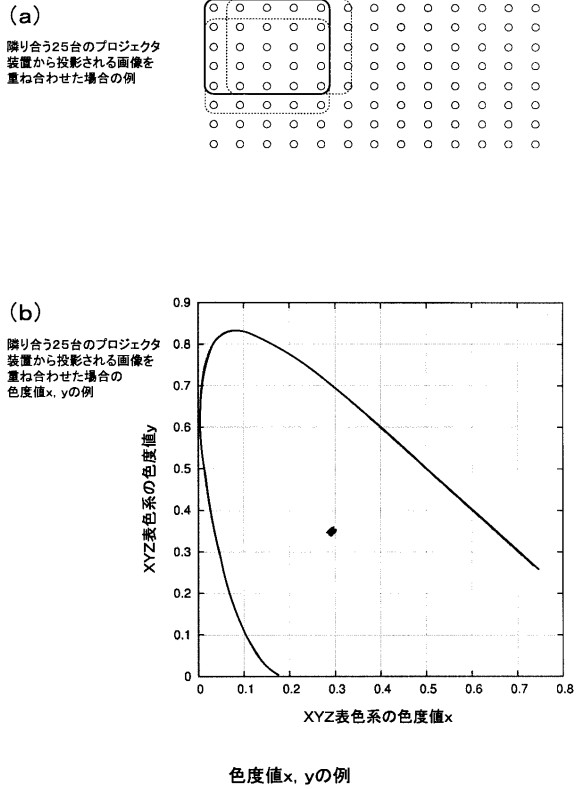 (a)
隣り合う25台のプロジェクタ
装置から投影される画像を
重ね合わせた場合の例
(b)
隣り合う25台のプロジェクタ
装置から投影される画像を
重ね合わせた場合の
色度値x, yの例
XYZ表色系の色度値y
0.9
0.8
0.7
0.6
0.5
0.4
0.3
0.2
0.1
0
0 0.1 0.2 0.3 0.4 0.5 0.6 0.7 0.8
XYZ表色系の色度値x
色度値x, yの例